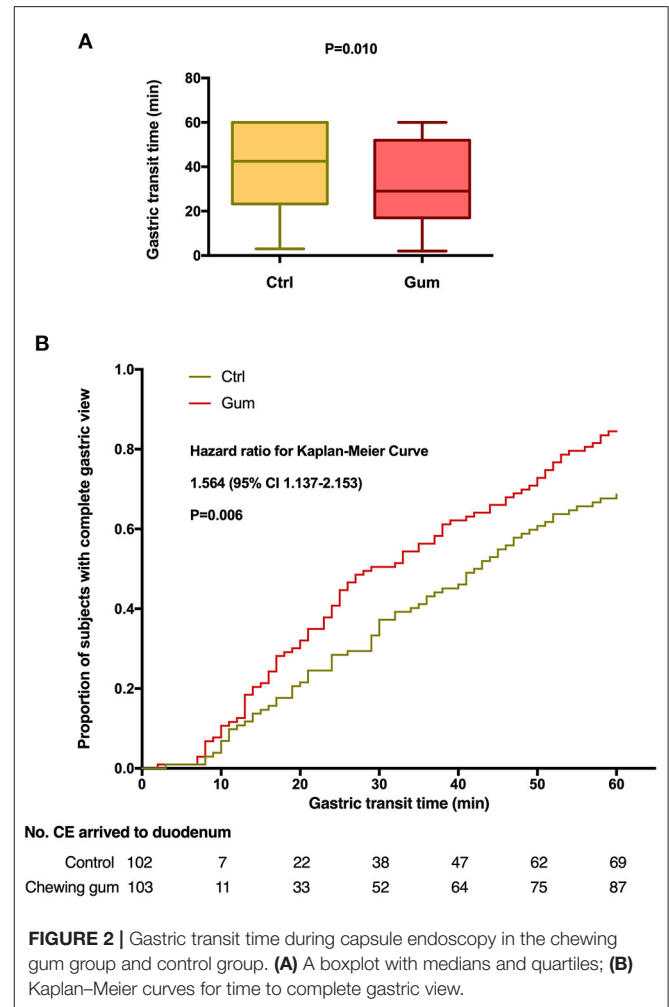 A
P=0.010
Gastric transit time (min)
80
60
40
20
0
Ctrl
Gum
B
Proportion of subjects with complete gastric view
1.0
0.8
0.6
0.4
0.2
0.0
Ctrl
Gum
Hazard ratio for Kaplan-Meier Curve
1.564 (95% CI 1.137-2.153)
P=0.006
0 10 20 30 40 50 60
Gastric transit time (min)
No. CE arrived to duodenum
Control 102 7 22 38 47 62 69
Chewing gum 103 11 33 52 64 75 87
FIGURE 2 | Gastric transit time during capsule endoscopy in the chewing
gum group and control group. (A) A boxplot with medians and quartiles; (B)
Kaplan–Meier curves for time to complete gastric view.